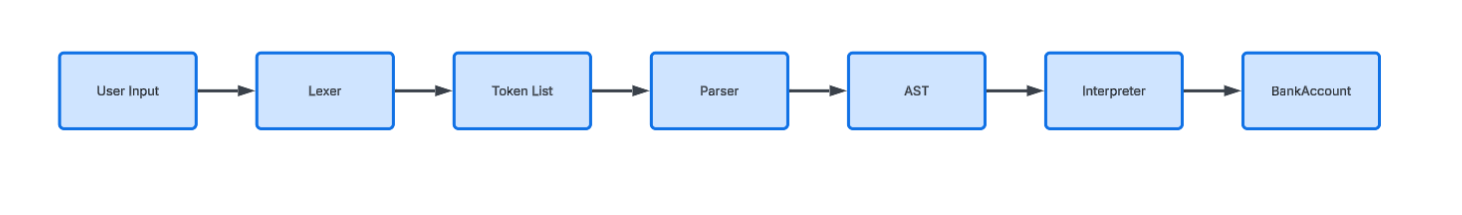 User Input
Lexer
Token List
Parser
AST
Interpreter
BankAccount